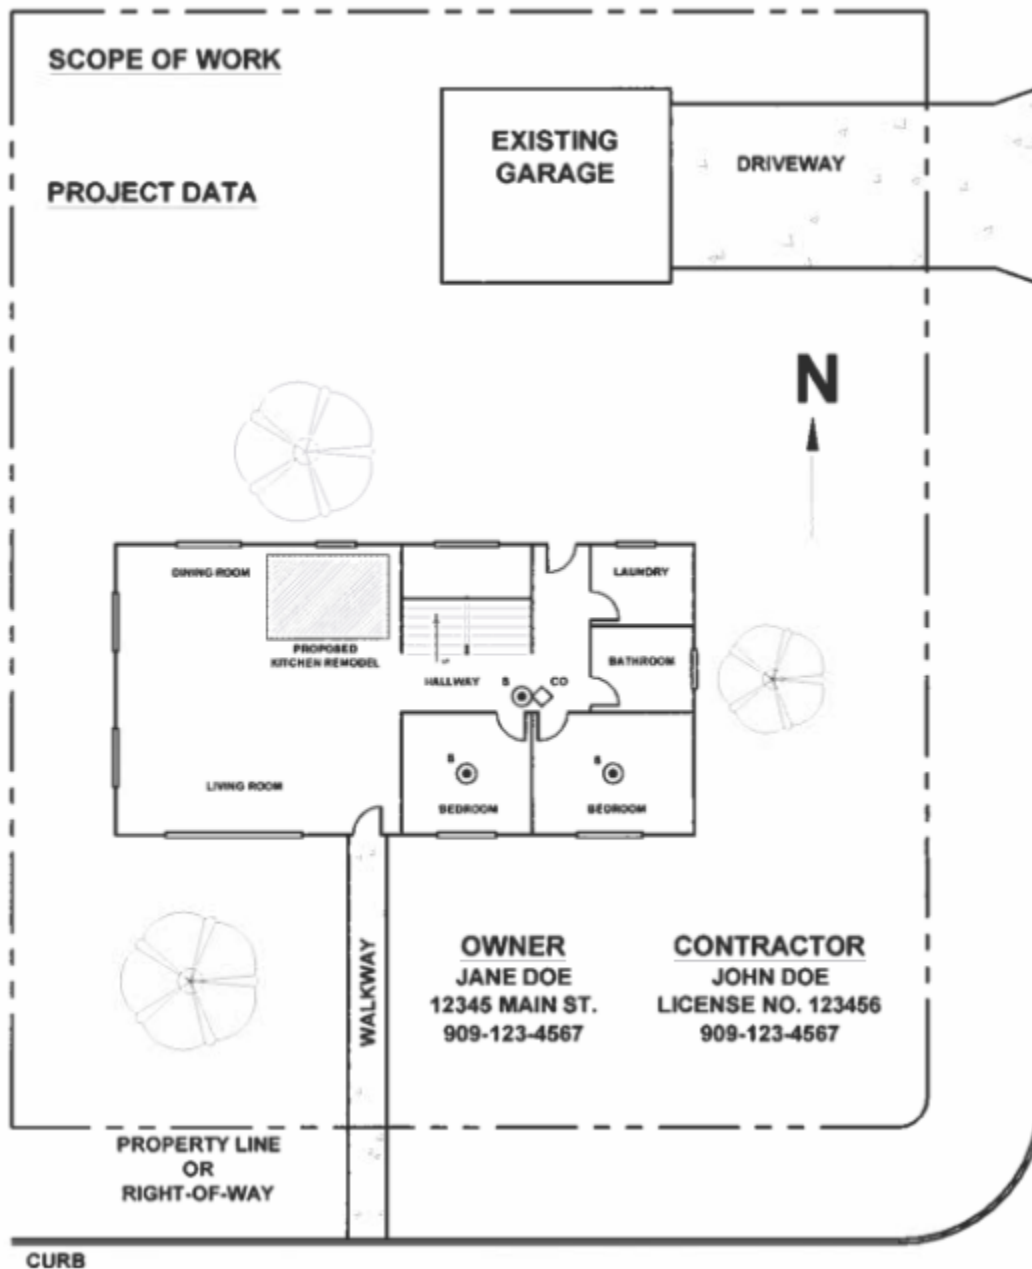 SCOPE OF WORK
EXISTING
GARAGE
DRIVEWAY
PROJECT DATA
N
DINING ROOM
LAUNDRY
PROPOSED
KITCHEN REMODEL
BATHROOM
HALLWAY
S
CO
S
S
LIVING ROOM
BEDROOM
BEDROOM
WALKWAY
OWNER
JANE DOE
12345 MAIN ST.
909-123-4567
CONTRACTOR
JOHN DOE
LICENSE NO. 123456
909-123-4567
PROPERTY LINE
OR
RIGHT-OF-WAY
CURB